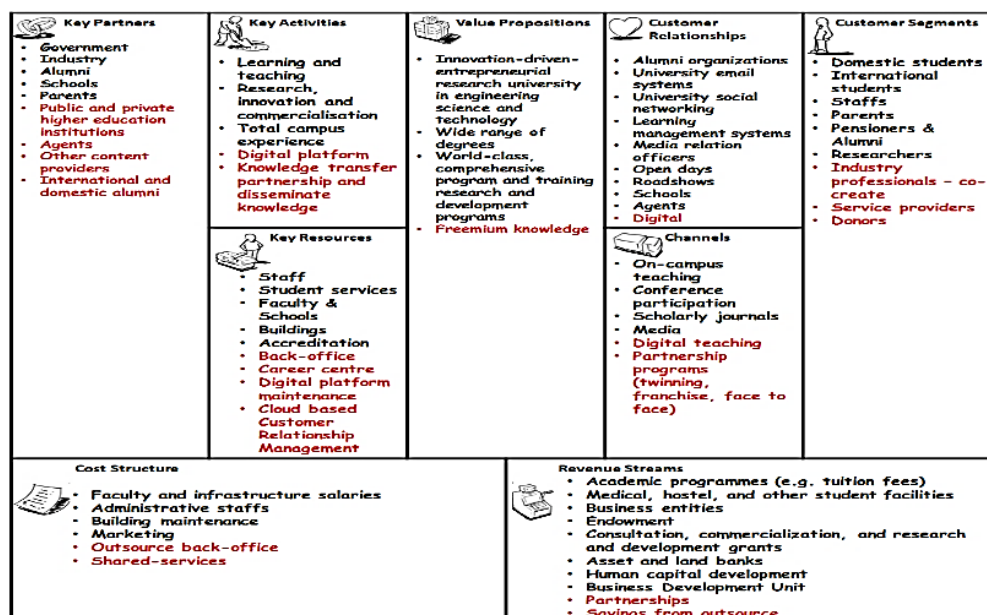 Key Partners
• Government
• Industry
• Alumni
• Schools
• Parents
• Public and private
higher education
institutions
• Agents
• Other content
providers
• International and
domestic alumni
Key Activities
• Learning and
teaching
• Research,
innovation and
commercialisation
• Total campus
experience
• Digital platform
• Knowledge transfer
partnership and
disseminate
knowledge
Key Resources
• Staff
• Student services
• Faculty &
Schools
• Buildings
• Accreditation
• Back-office
• Career centre
• Digital platform
maintenance
• Cloud based
Customer
Relationship
Management
Value Propositions
• Innovation-driven-
entrepreneurial
research university
in engineering
science and
technology
• Wide range of
degrees
• World-class,
comprehensive
program and training
research and
development
programs
• Freemium knowledge
Customer
Relationships
• Alumni organizations
• University email
systems
• University social
networking
• Learning
management systems
• Media relation
officers
• Open days
• Roadshows
• Schools
• Agents
• Digital
Channels
• On-campus
teaching
• Conference
participation
• Scholarly journals
• Media
• Digital teaching
• Partnership
programs
(twinning,
franchise, face to
face)
Customer Segments
• Domestic students
• International
students
• Staffs
• Parents
• Pensioners &
Alumni
• Researchers
• Industry
professionals – co-
create
• Service providers
• Donors
Cost Structure
• Faculty and infrastructure salaries
• Administrative staffs
• Building maintenance
• Marketing
• Outsource back-office
• Shared-services
Revenue Streams
• Academic programmes (e.g. tuition fees)
• Medical, hostel, and other student facilities
• Business entities
• Endowment
• Consultation, commercialization, and research
and development grants
• Asset and land banks
• Human capital development
• Business Development Unit
• Partnerships
• Savings from outsource